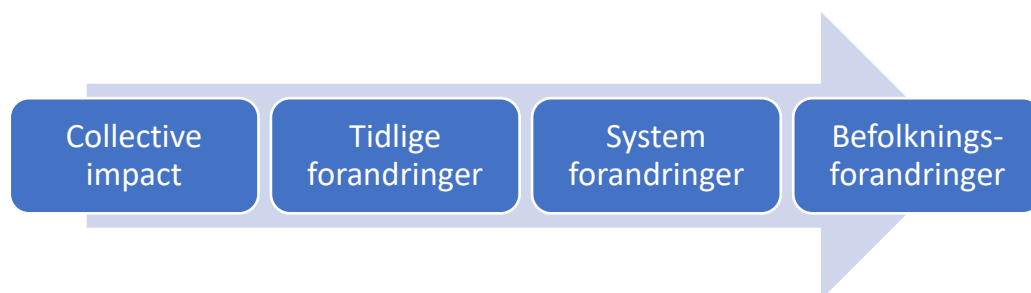 Collective
impact
Tidlige
forandringer
System
forandringer
Befolknings-
forandringer